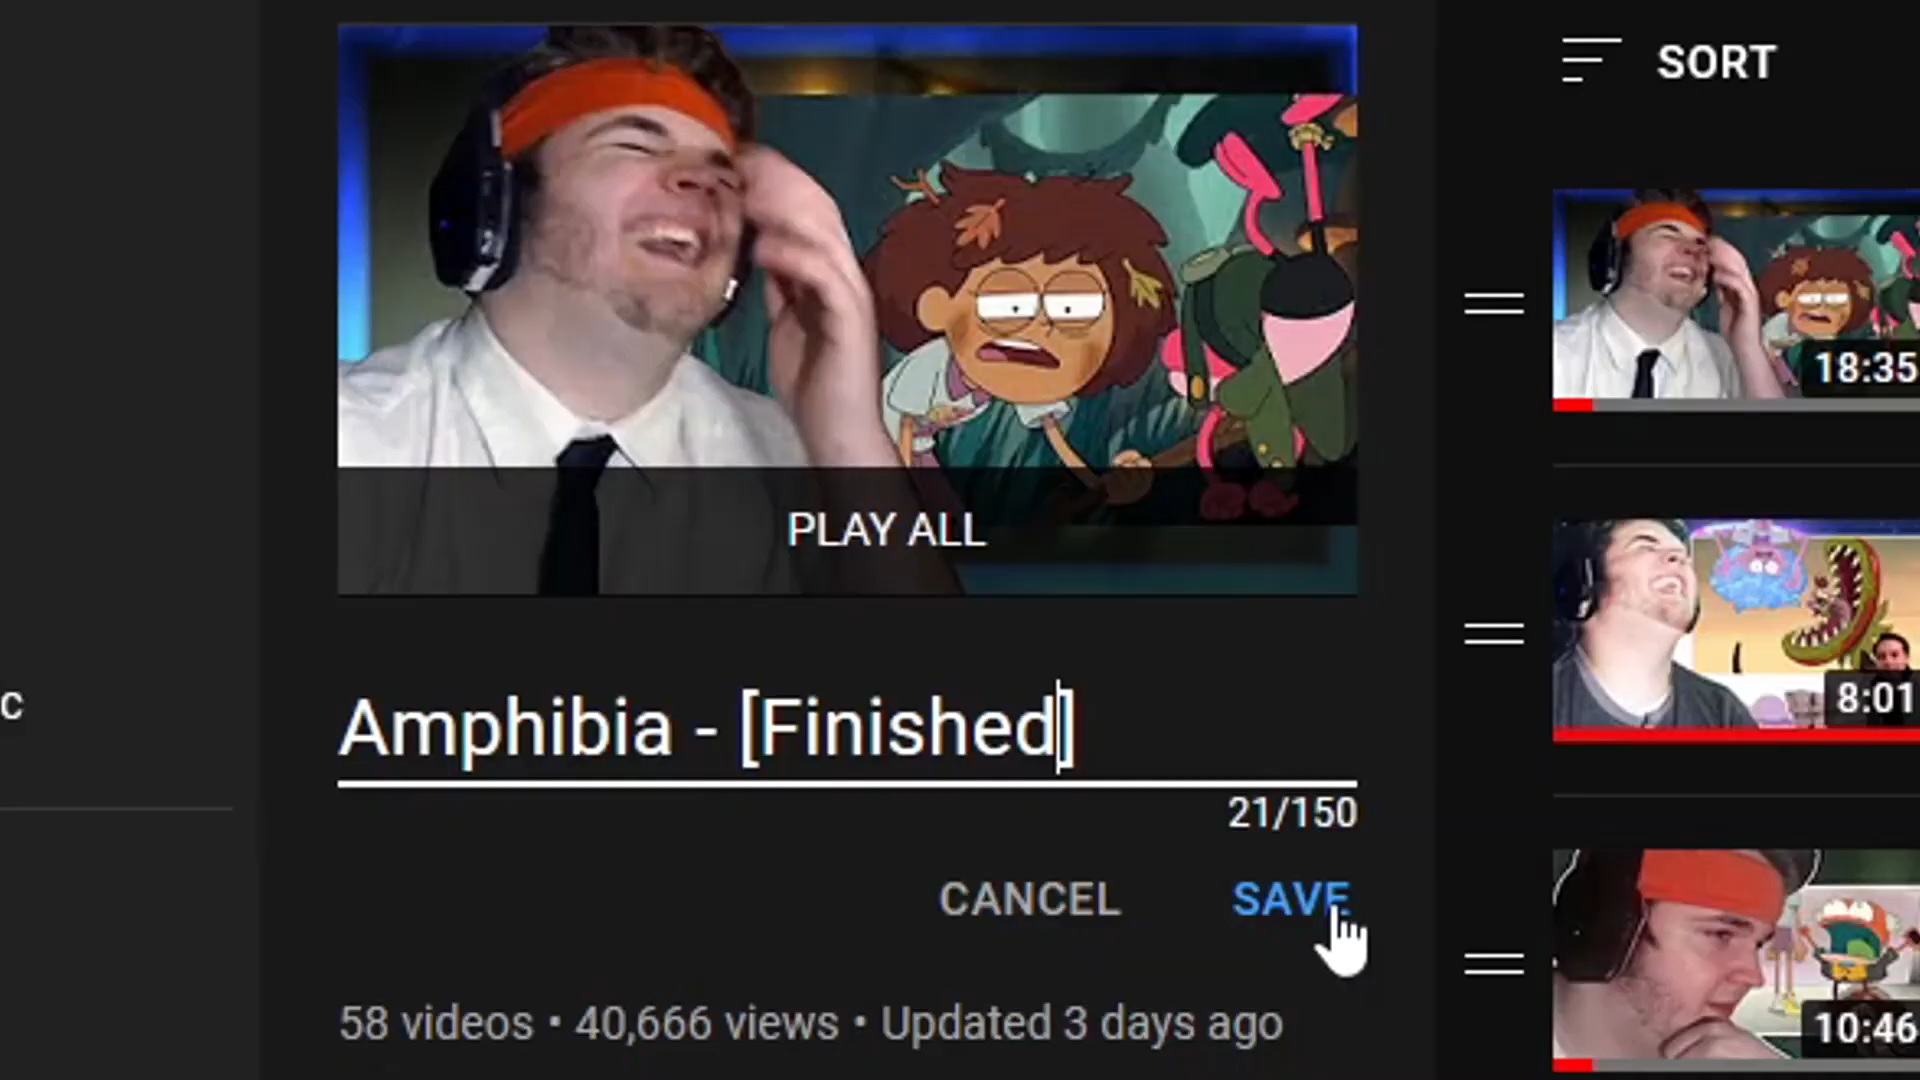 SORT
18:35
PLAY ALL
8:01
c
Amphibia - [Finished]
21/150
CANCEL
SAVE
10:46
58 videos • 40,666 views • Updated 3 days ago